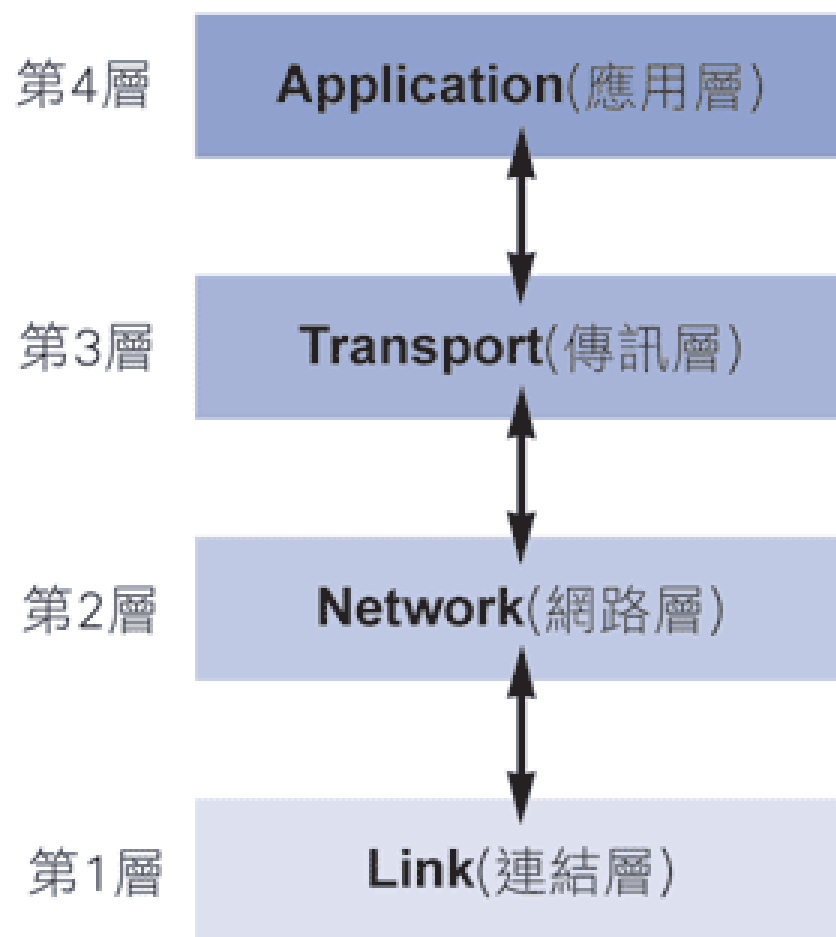 第4層 Application(應用層)
第3層 Transport(傳訊層)
第2層 Network(網路層)
第1層 Link(連結層)